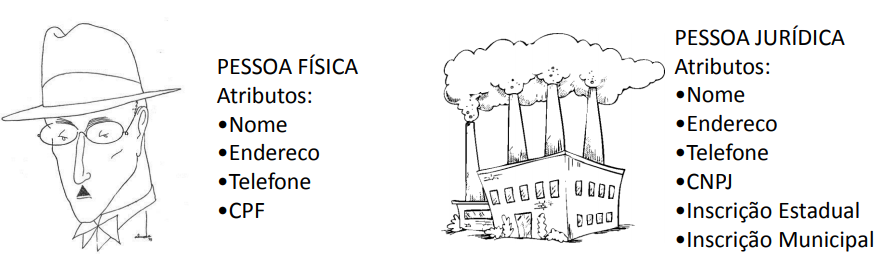 PESSOA FÍSICA
Atributos:
•Nome
•Endereco
•Telefone
•CPF
PESSOA JURÍDICA
Atributos:
•Nome
•Endereco
•Telefone
•CNPJ
•Inscrição Estadual
•Inscrição Municipal